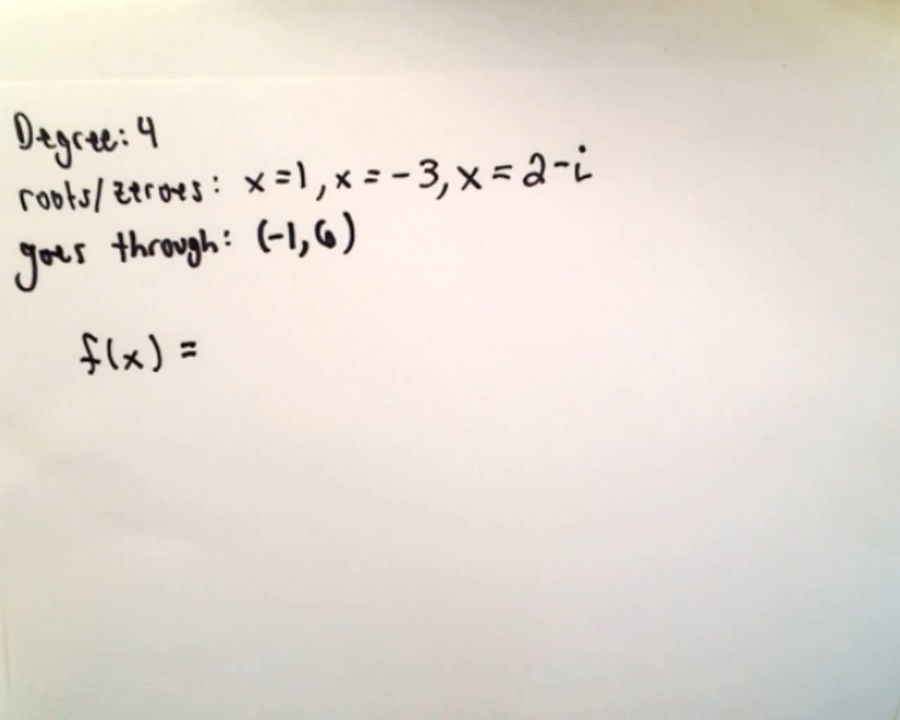 Degree: 4
roots/zeroes: x=1, x=-3, x=2-i
goes through: (-1,6)
f(x) =